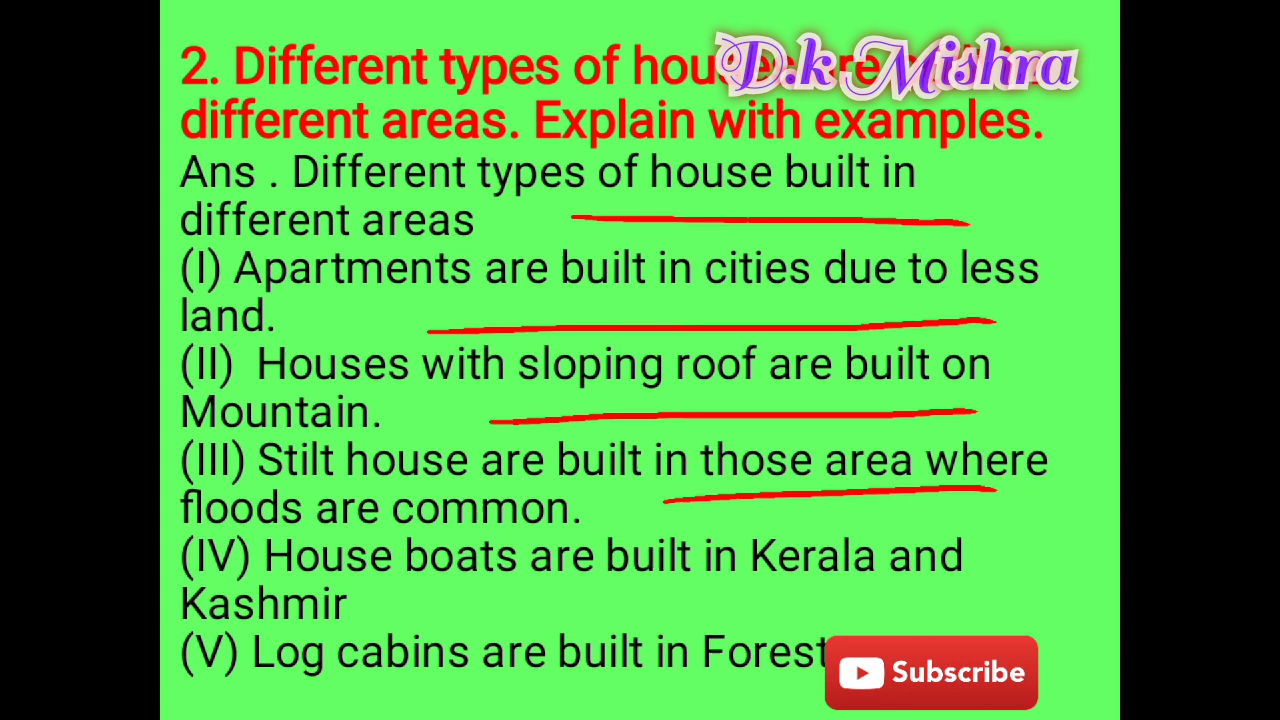 2. Different types of
D.k Mishra
different areas. Explain with examples.
Ans . Different types of house built in
different areas
(I) Apartments are built in cities due to less
land.
(II) Houses with sloping roof are built on
Mountain.
(III) Stilt house are built in those area where
floods are common.
(IV) House boats are built in Kerala and
Kashmir
(V) Log cabins are built in Forest
Subscribe